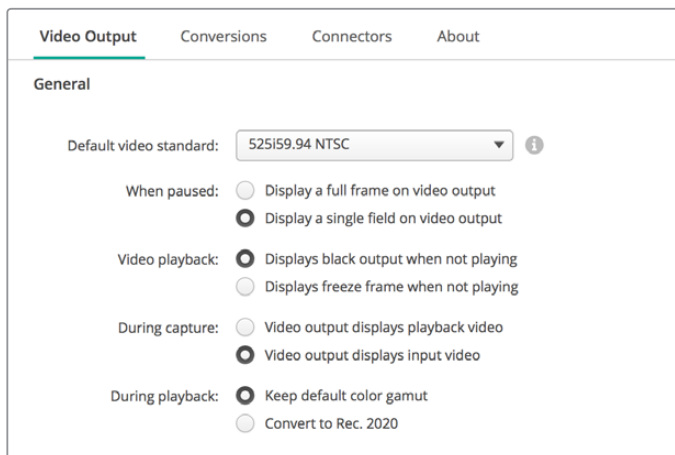 Video Output Conversions Connectors About
General
Default video standard: 525i59.94 NTSC
When paused: Display a full frame on video output
Display a single field on video output
Video playback: Displays black output when not playing
Displays freeze frame when not playing
During capture: Video output displays playback video
Video output displays input video
During playback: Keep default color gamut
Convert to Rec. 2020